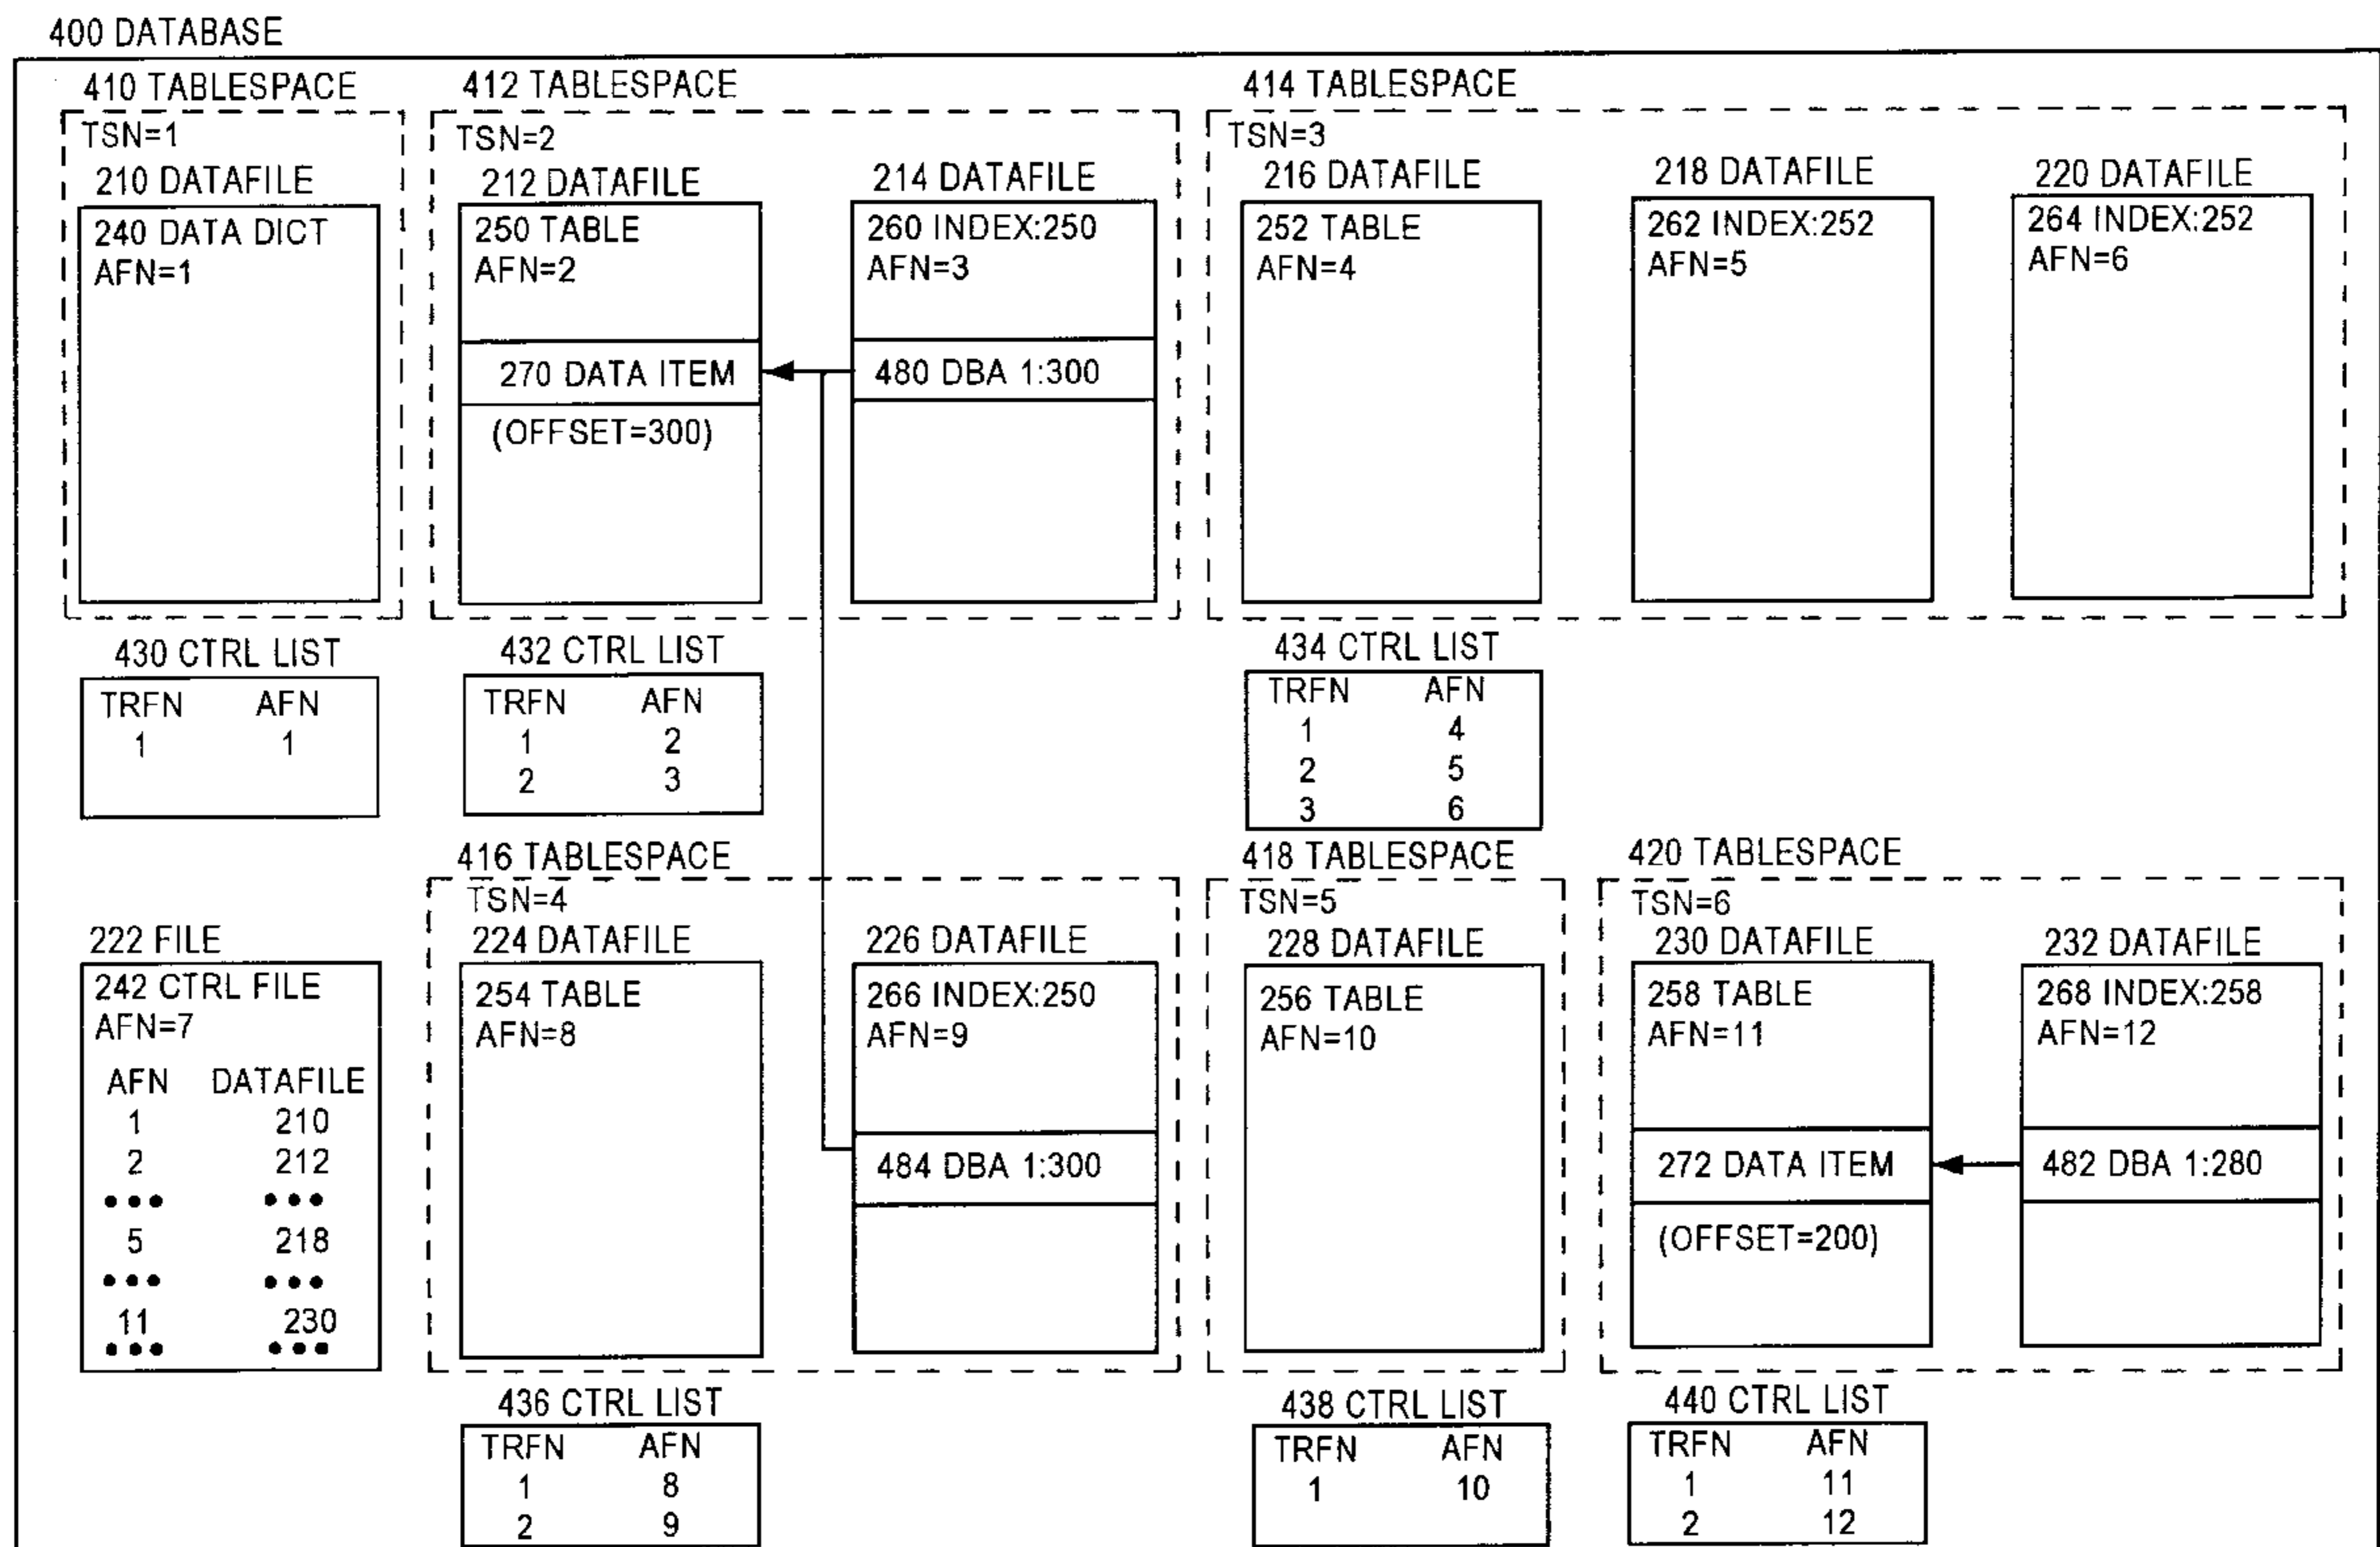 400 DATABASE
410 TABLESPACE
TSN=1
210 DATAFILE
240 DATA DICT
AFN=1
430 CTRL LIST
TRFN AFN
1 1
412 TABLESPACE
TSN=2
212 DATAFILE
250 TABLE
AFN=2
270 DATA ITEM
(OFFSET=300)
214 DATAFILE
260 INDEX:250
AFN=3
480 DBA 1:300
432 CTRL LIST
TRFN AFN
1 2
2 3
414 TABLESPACE
TSN=3
216 DATAFILE
252 TABLE
AFN=4
218 DATAFILE
262 INDEX:252
AFN=5
220 DATAFILE
264 INDEX:252
AFN=6
434 CTRL LIST
TRFN AFN
1 4
2 5
3 6
222 FILE
242 CTRL FILE
AFN=7
AFN DATAFILE
1 210
2 212
••• •••
5 218
••• •••
11 230
••• •••
416 TABLESPACE
TSN=4
224 DATAFILE
254 TABLE
AFN=8
226 DATAFILE
266 INDEX:250
AFN=9
484 DBA 1:300
436 CTRL LIST
TRFN AFN
1 8
2 9
418 TABLESPACE
TSN=5
228 DATAFILE
256 TABLE
AFN=10
438 CTRL LIST
TRFN AFN
1 10
420 TABLESPACE
TSN=6
230 DATAFILE
258 TABLE
AFN=11
272 DATA ITEM
(OFFSET=200)
232 DATAFILE
268 INDEX:258
AFN=12
482 DBA 1:280
440 CTRL LIST
TRFN AFN
1 11
2 12